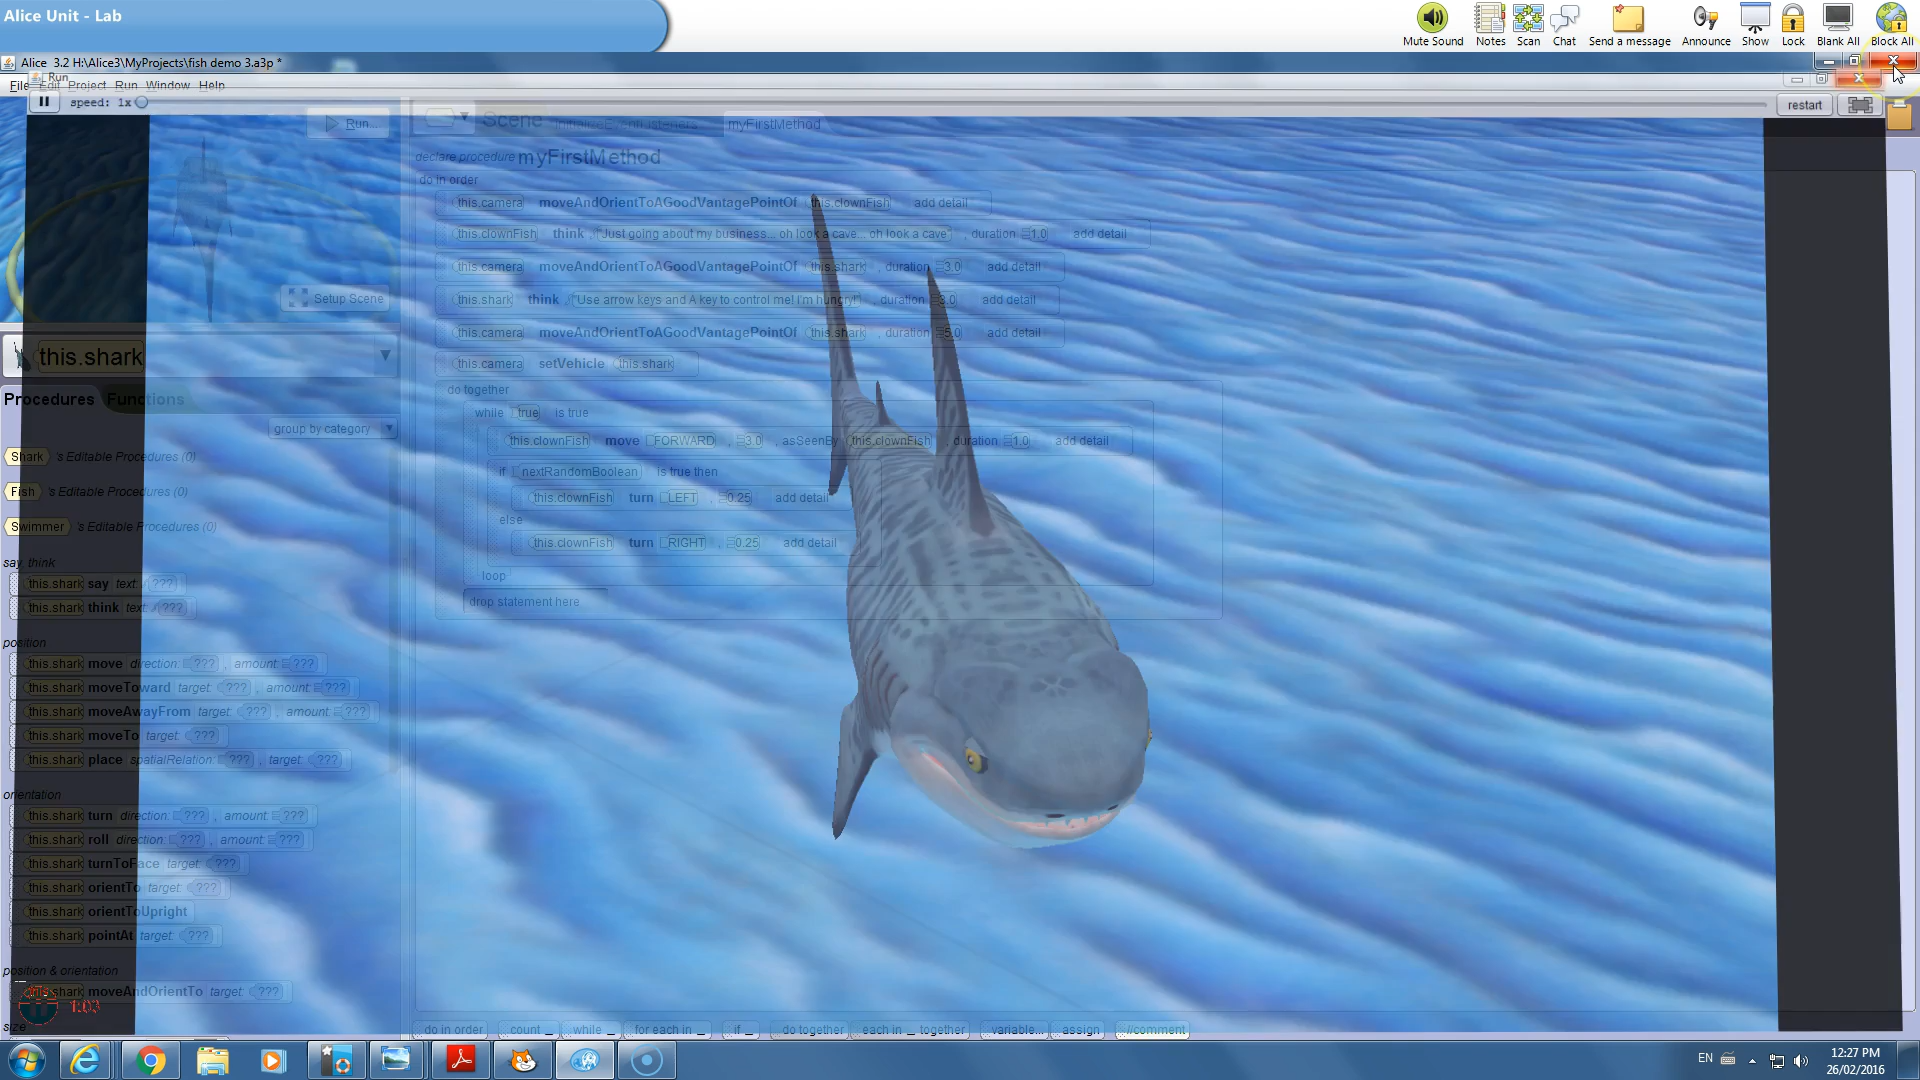 Alice Unit - Lab
Mute Sound Notes Scan Chat Send a message Announce Show Lock Blank All Block All
Alice 3.2 H:\Alice3\MyProjects\fish demo 3.a3p *
Run
File Edit Project Run Window Help
speed: 1x
restart
Run...
Scene initializeEventListeners myFirstMethod
declare procedure myFirstMethod
do in order
this.camera moveAndOrientToAGoodVantagePointOf this.clownFish add detail
this.clownFish think "Just going about my business... oh look a cave... oh look a cave" , duration 1.0 add detail
this.camera moveAndOrientToAGoodVantagePointOf this.shark , duration 3.0 add detail
this.shark think "Use arrow keys and A key to control me! I'm hungry!" , duration 3.0 add detail
this.camera moveAndOrientToAGoodVantagePointOf this.shark , duration 5.0 add detail
this.camera setVehicle this.shark
do together
while true is true
this.clownFish move FORWARD , 3.0 , asSeenBy this.clownFish , duration 1.0 add detail
if nextRandomBoolean is true then
this.clownFish turn LEFT , 0.25 add detail
else
this.clownFish turn RIGHT , 0.25 add detail
loop
drop statement here
Setup Scene
this.shark
Procedures Functions
group by category
Shark 's Editable Procedures (0)
Fish 's Editable Procedures (0)
Swimmer 's Editable Procedures (0)
say, think
this.shark say text: ???
this.shark think text: ???
position
this.shark move direction: ??? , amount: ???
this.shark moveToward target: ??? , amount: ???
this.shark moveAwayFrom target: ??? , amount: ???
this.shark moveTo target: ???
this.shark place spatialRelation: ??? , target: ???
orientation
this.shark turn direction: ??? , amount: ???
this.shark roll direction: ??? , amount: ???
this.shark turnToFace target: ???
this.shark orientTo target: ???
this.shark orientToUpright
this.shark pointAt target: ???
position & orientation
this.shark moveAndOrientTo target: ???
1:03
size
do in order count _ while _ for each in _ if _ do together each in _ together variable... assign //comment
EN
12:27 PM
26/02/2016